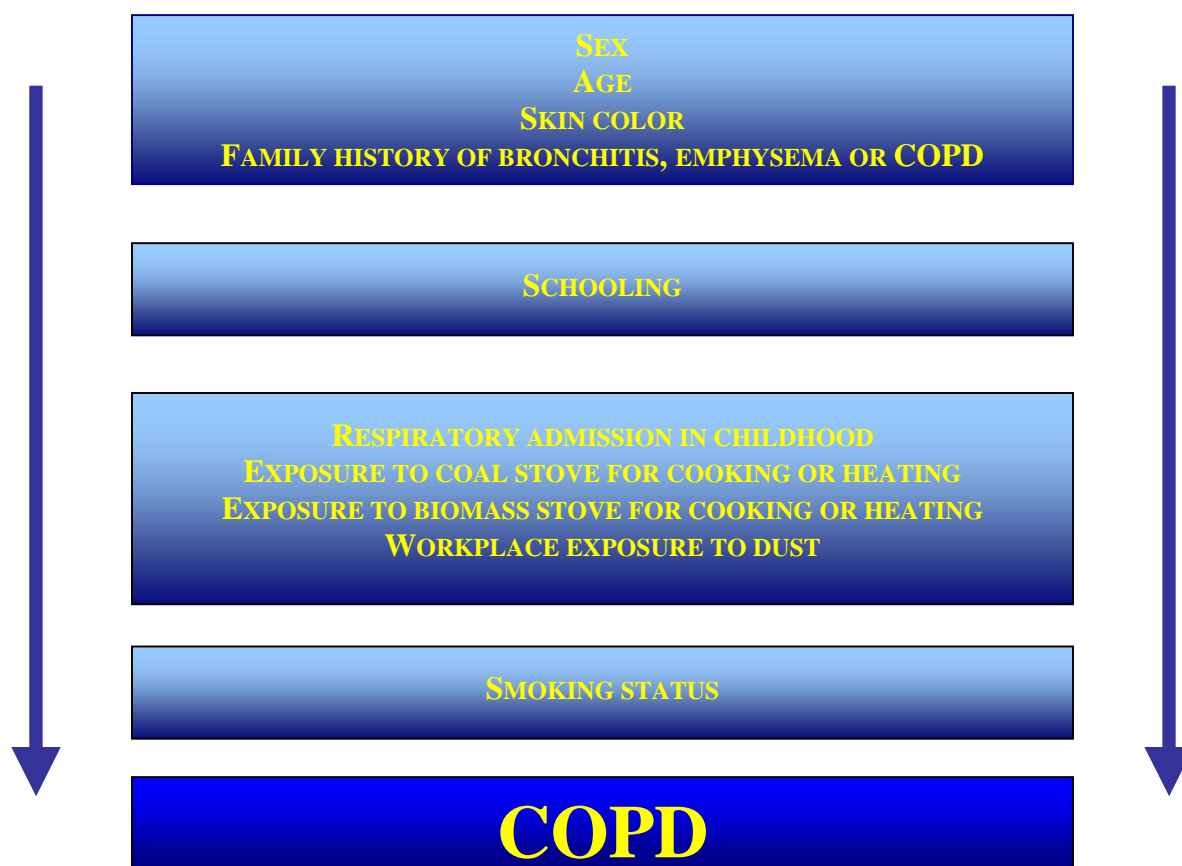 SEX
AGE
SKIN COLOR
FAMILY HISTORY OF BRONCHITIS, EMPHYSEMA OR COPD
SCHOOLING
RESPIRATORY ADMISSION IN CHILDHOOD
EXPOSURE TO COAL STOVE FOR COOKING OR HEATING
EXPOSURE TO BIOMASS STOVE FOR COOKING OR HEATING
WORKPLACE EXPOSURE TO DUST
SMOKING STATUS
COPD